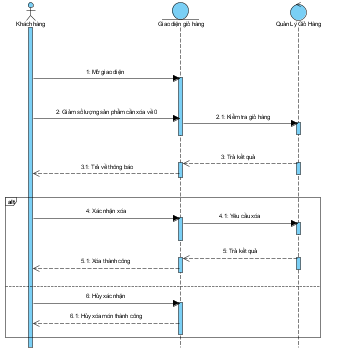 Khách hàng
Giao diện giỏ hàng
Quản Lý Giỏ Hàng
1. Mở giao diện
2. Giảm số lượng sản phẩm cần xóa về 0
2.1: Kiểm tra giỏ hàng
3. Trả kết quả
3.1: Trả về thông báo
alt
4. Xác nhận xóa
4.1: Yêu cầu xóa
5. Trả kết quả
5.1: Xóa thành công
6. Hủy xác nhận
6.1: Hủy xóa món thành công